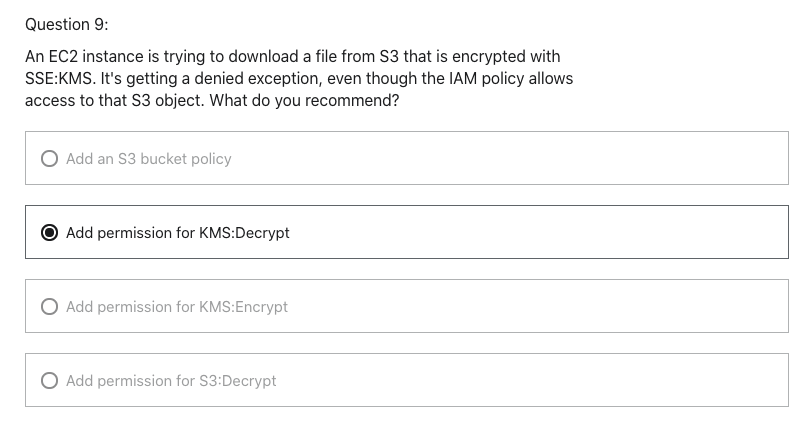 Question 9:
An EC2 instance is trying to download a file from S3 that is encrypted with
SSE:KMS. It's getting a denied exception, even though the IAM policy allows
access to that S3 object. What do you recommend?
Add an S3 bucket policy
Add permission for KMS:Decrypt
Add permission for KMS:Encrypt
Add permission for S3:Decrypt